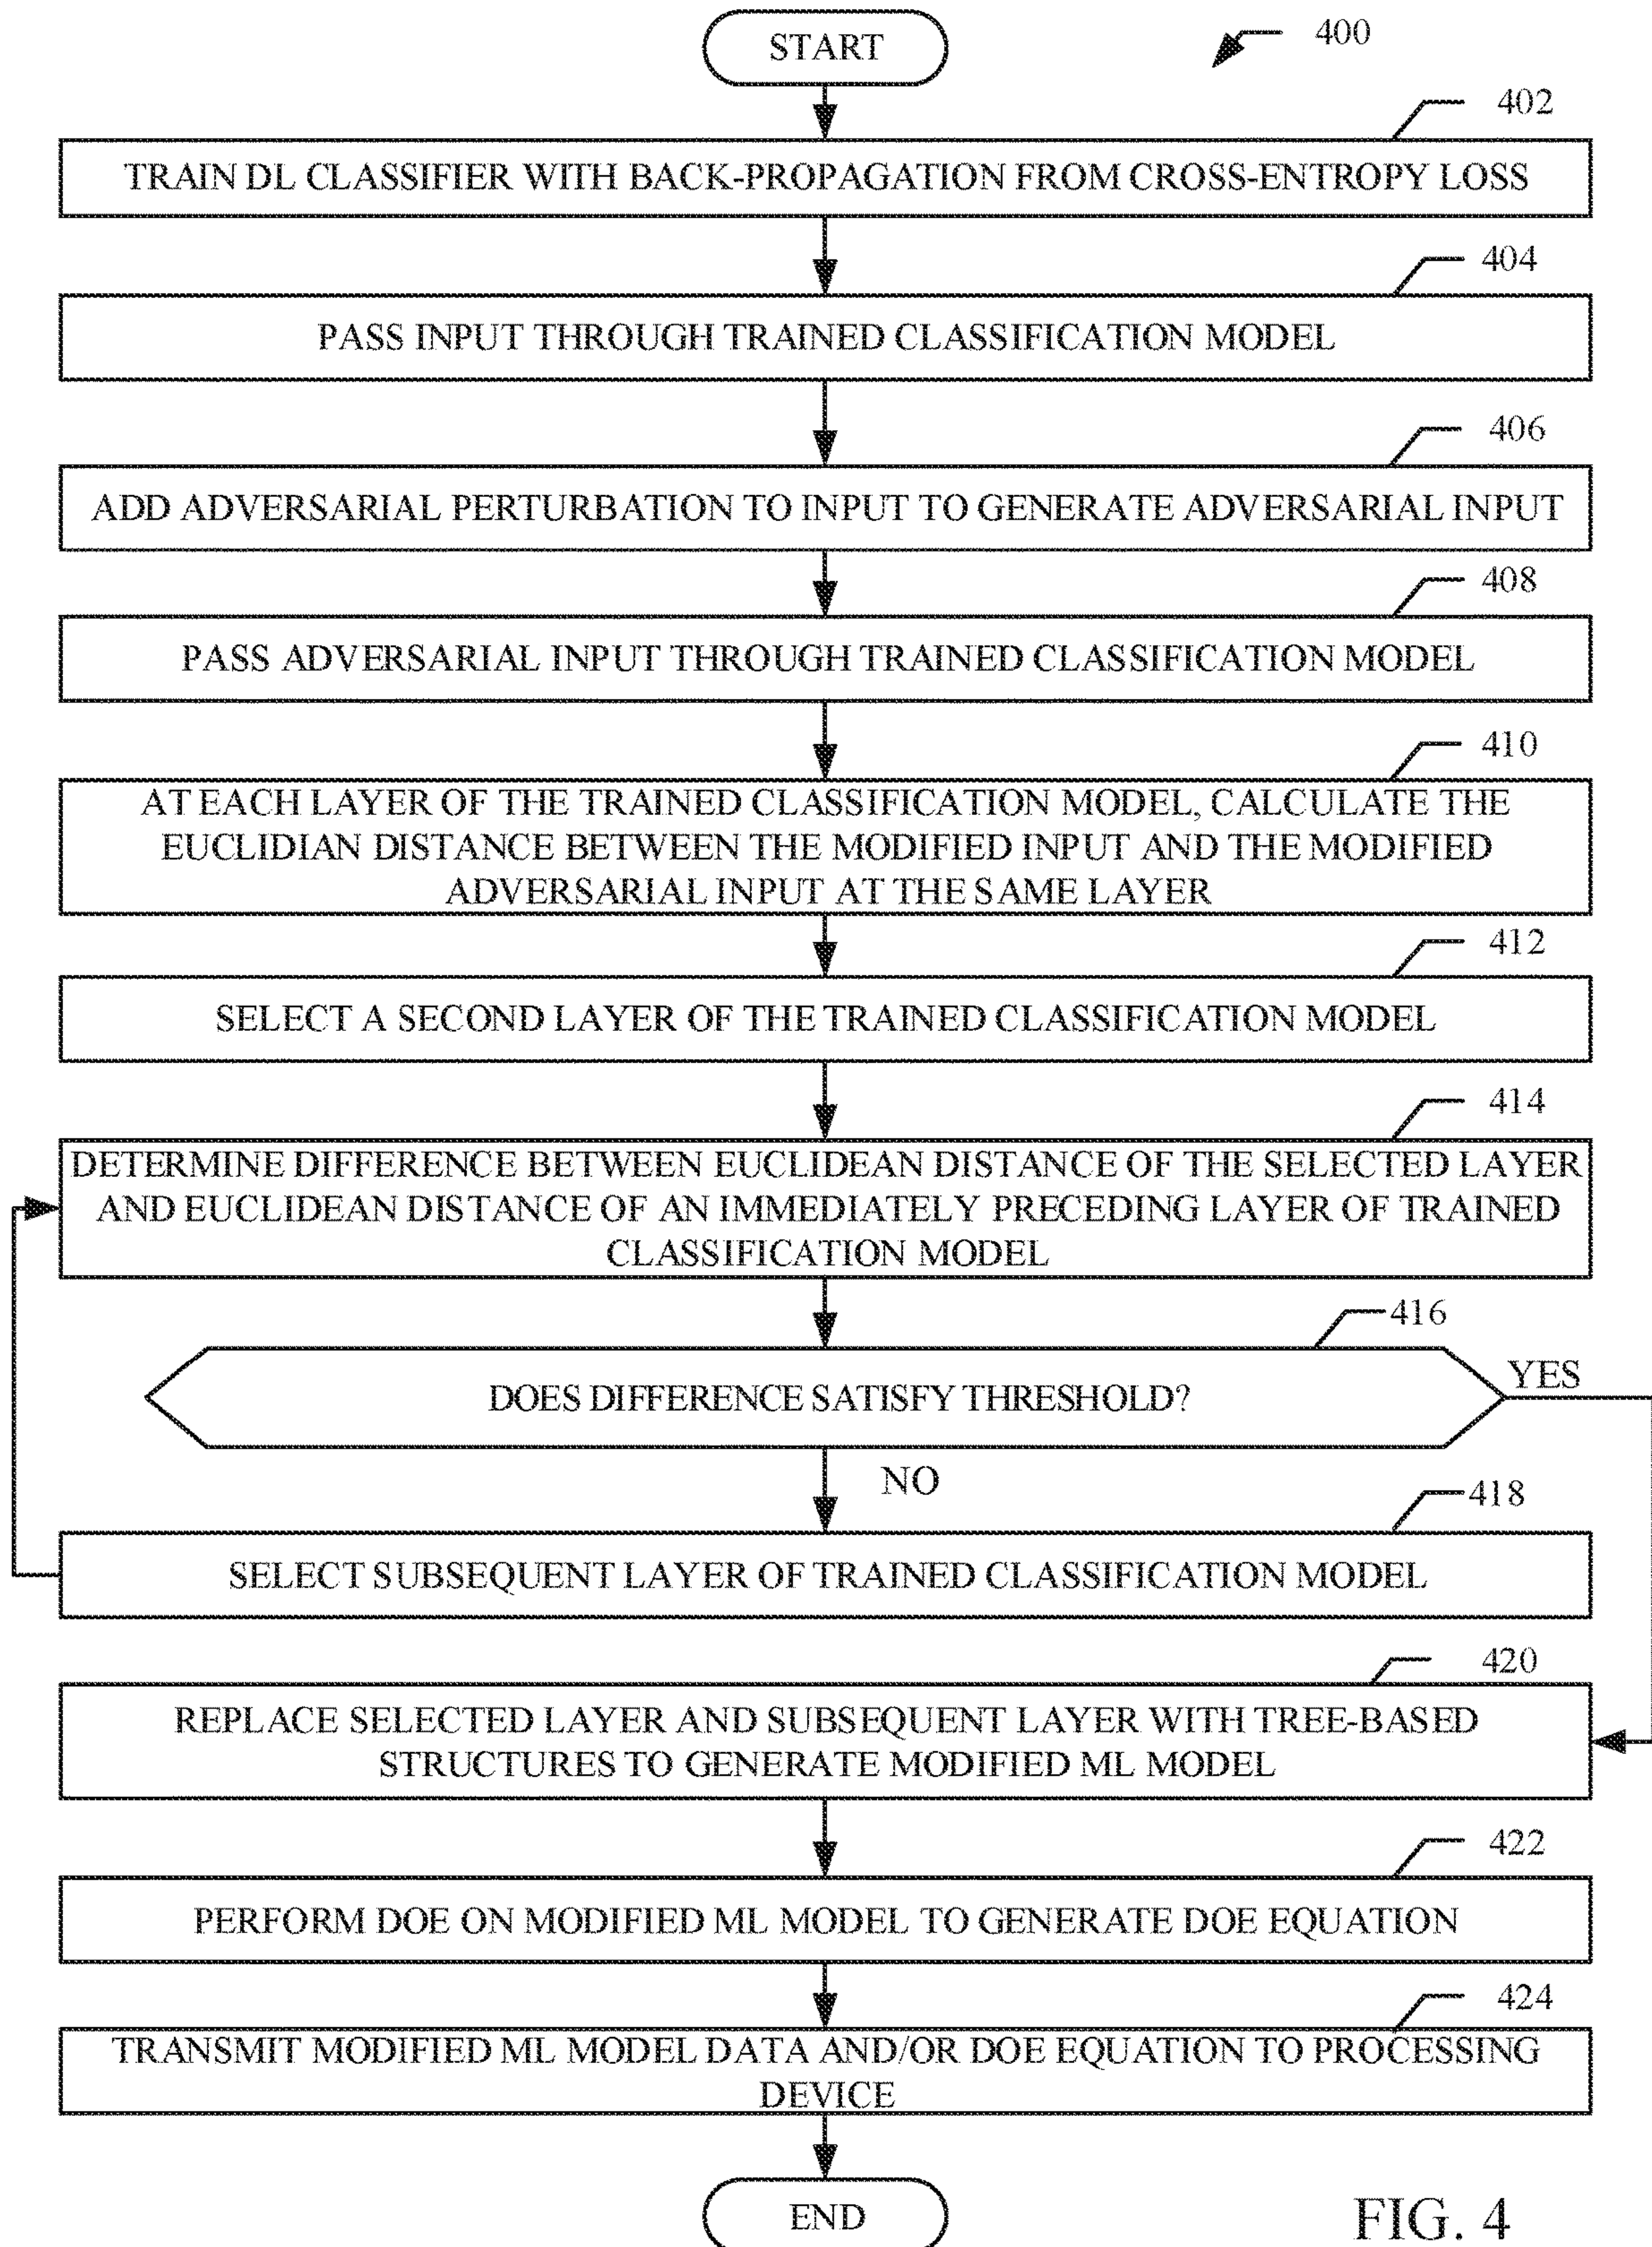 START
400
402
TRAIN DL CLASSIFIER WITH BACK-PROPAGATION FROM CROSS-ENTROPY LOSS
404
PASS INPUT THROUGH TRAINED CLASSIFICATION MODEL
406
ADD ADVERSARIAL PERTURBATION TO INPUT TO GENERATE ADVERSARIAL INPUT
408
PASS ADVERSARIAL INPUT THROUGH TRAINED CLASSIFICATION MODEL
410
AT EACH LAYER OF THE TRAINED CLASSIFICATION MODEL, CALCULATE THE
EUCLIDIAN DISTANCE BETWEEN THE MODIFIED INPUT AND THE MODIFIED
ADVERSARIAL INPUT AT THE SAME LAYER
412
SELECT A SECOND LAYER OF THE TRAINED CLASSIFICATION MODEL
414
DETERMINE DIFFERENCE BETWEEN EUCLIDEAN DISTANCE OF THE SELECTED LAYER
AND EUCLIDEAN DISTANCE OF AN IMMEDIATELY PRECEDING LAYER OF TRAINED
CLASSIFICATION MODEL
416
DOES DIFFERENCE SATISFY THRESHOLD?
YES
NO
418
SELECT SUBSEQUENT LAYER OF TRAINED CLASSIFICATION MODEL
420
REPLACE SELECTED LAYER AND SUBSEQUENT LAYER WITH TREE-BASED
STRUCTURES TO GENERATE MODIFIED ML MODEL
422
PERFORM DOE ON MODIFIED ML MODEL TO GENERATE DOE EQUATION
424
TRANSMIT MODIFIED ML MODEL DATA AND/OR DOE EQUATION TO PROCESSING
DEVICE
END
FIG. 4